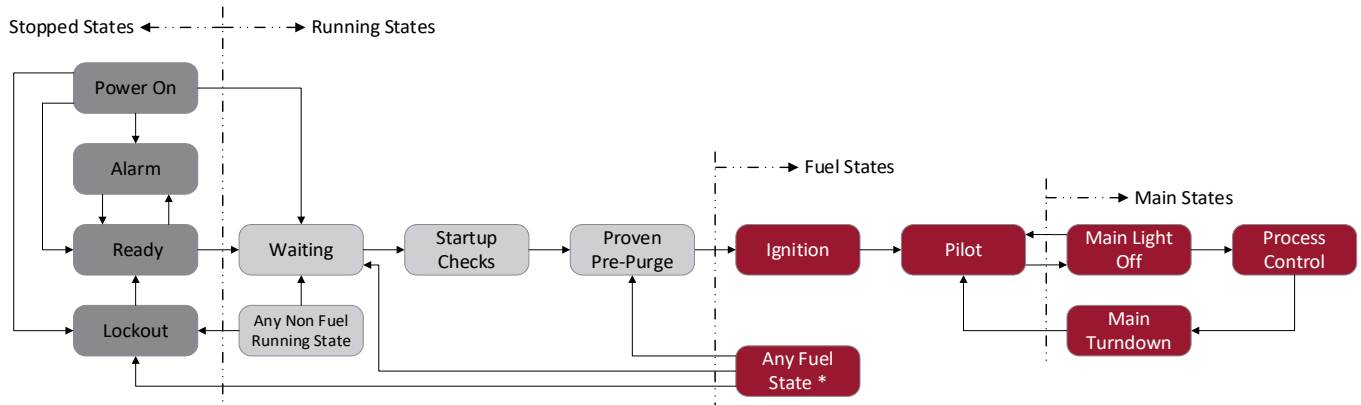 Stopped States
Running States
Power On
Alarm
Fuel States
Main States
Ready
Waiting
Startup
Checks
Proven
Pre-Purge
Ignition
Pilot
Main Light
Off
Process
Control
Lockout
Any Non Fuel
Running State
Main
Turndown
Any Fuel
State *